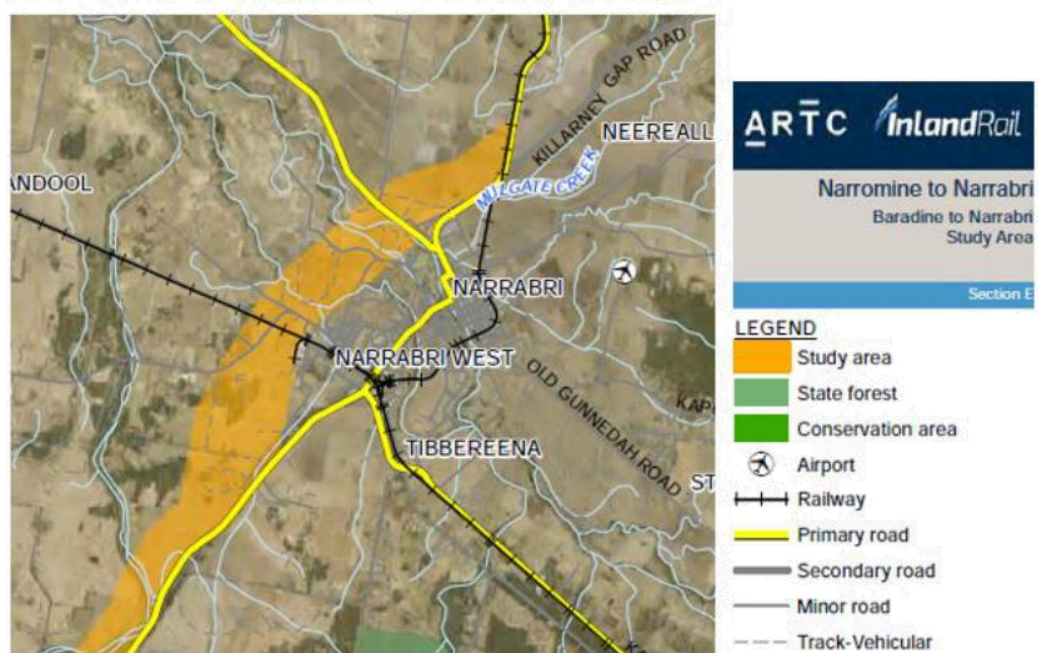 KILLARNEY GAP ROAD
NEEREALL
ANDOOL
MULGATE CREEK
NARRABRI
NARRABRI WEST
OLD GUNNEDAH ROAD
TIBBEREENA
ST
ARTC InlandRail
Narromine to Narrabri
Baradine to Narrabri
Study Area
Section E
LEGEND
Study area
State forest
Conservation area
Airport
Railway
Primary road
Secondary road
Minor road
Track-Vehicular